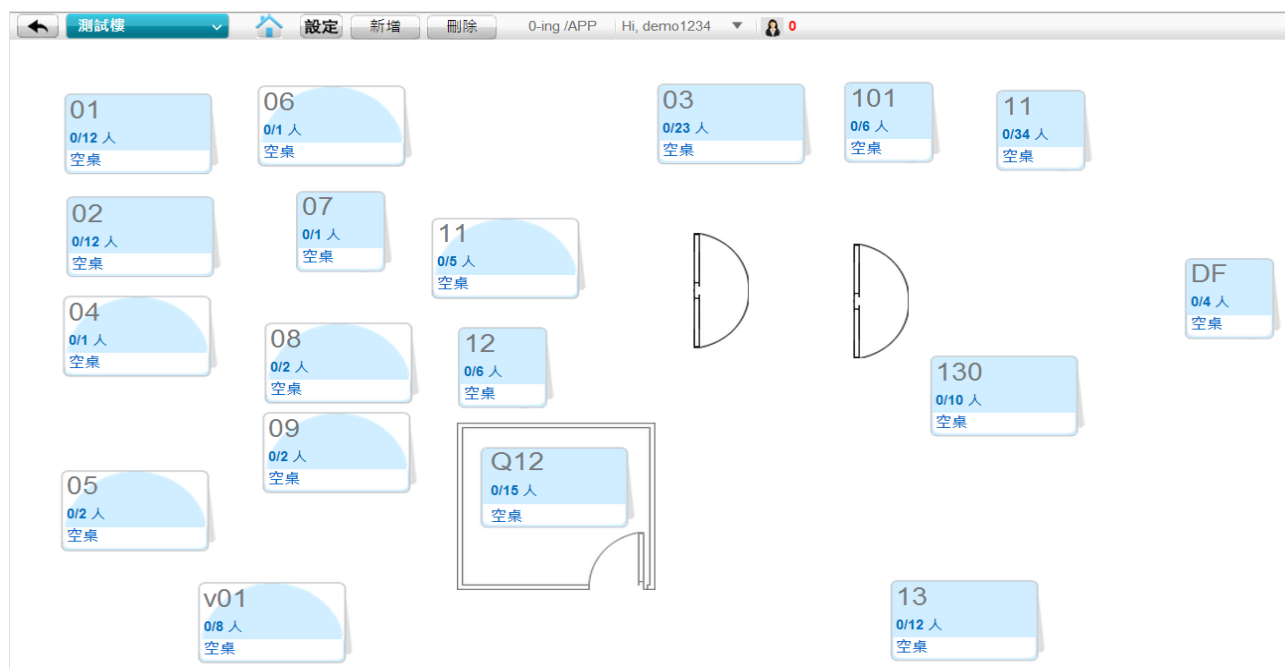 測試樓 設定 新增 刪除 0-ing /APP Hi, demo1234 0
01
0/12 人
空桌
06
0/1 人
空桌
03
0/23 人
空桌
101
0/6 人
空桌
11
0/34 人
空桌
02
0/12 人
空桌
07
0/1 人
空桌
11
0/5 人
空桌
DF
0/4 人
空桌
04
0/1 人
空桌
08
0/2 人
空桌
12
0/6 人
空桌
130
0/10 人
空桌
09
0/2 人
空桌
Q12
0/15 人
空桌
05
0/2 人
空桌
v01
0/8 人
空桌
13
0/12 人
空桌